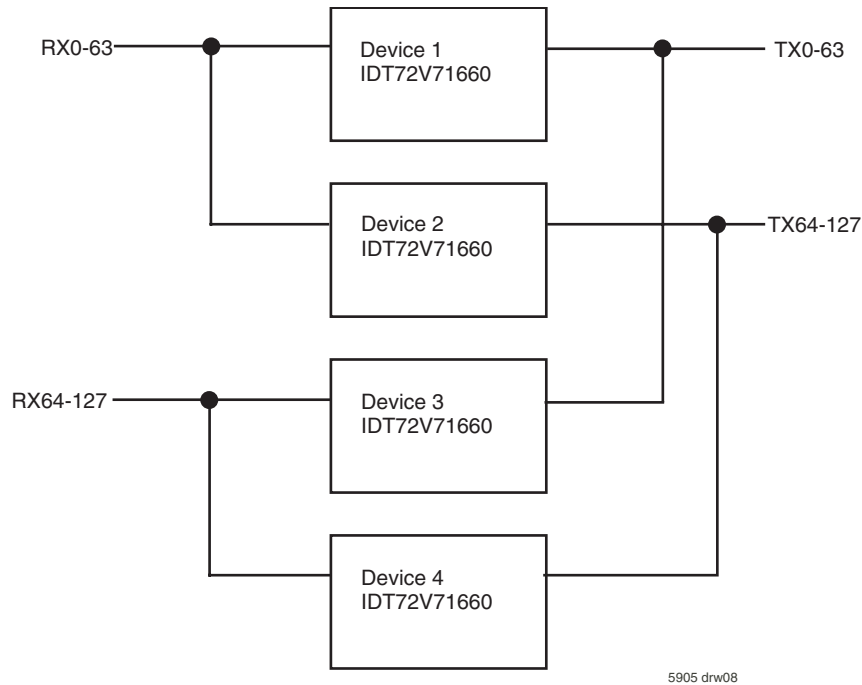 RX0-63
Device 1
IDT72V71660
TX0-63
Device 2
IDT72V71660
TX64-127
RX64-127
Device 3
IDT72V71660
Device 4
IDT72V71660
5905 drw08